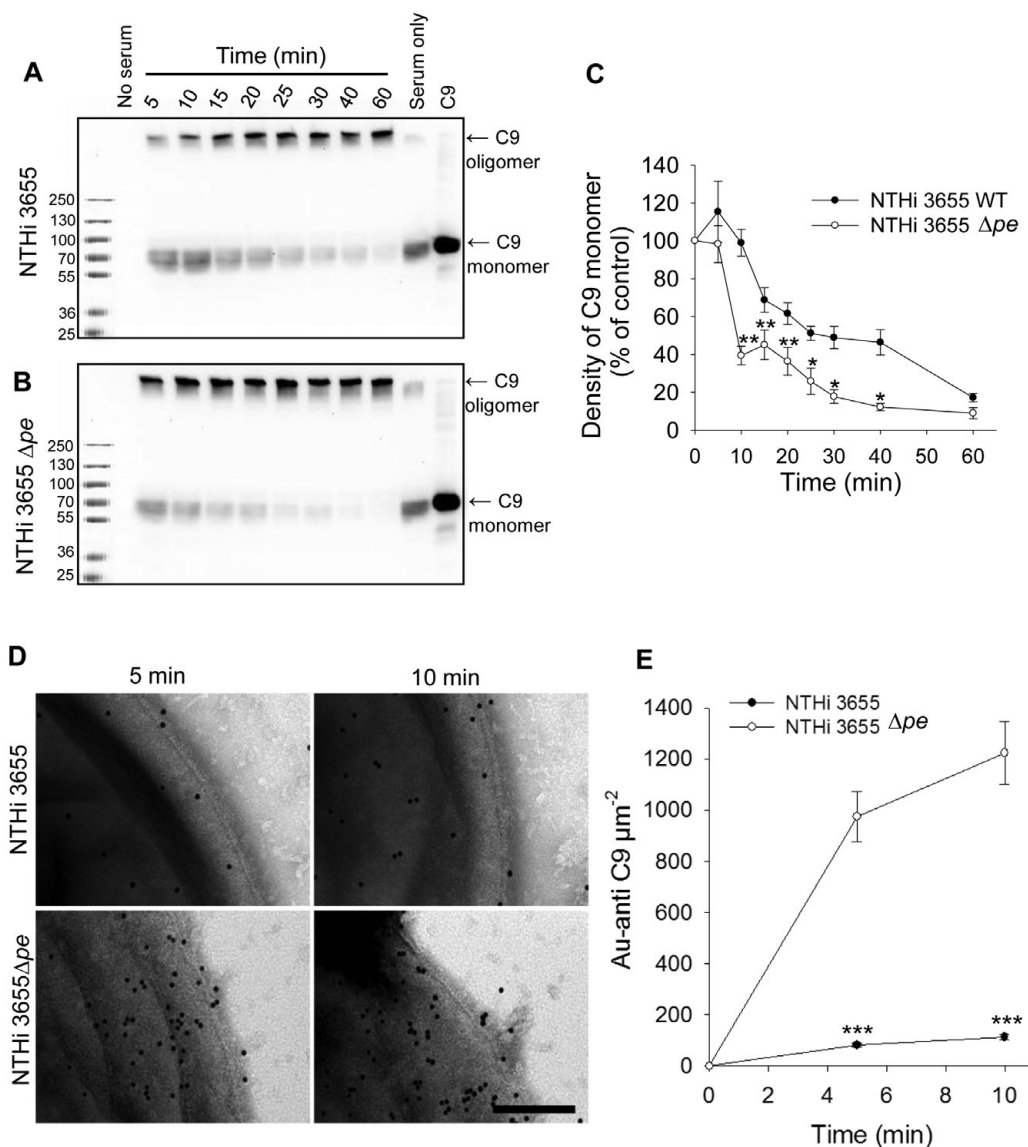 A
No serum
Time (min)
5 10 15 20 25 30 40 60
Serum only
C9
NTHi 3655
← C9
oligomer
250
130
100
70
55
36
25
← C9
monomer
B
NTHi 3655 Δpe
← C9
oligomer
250
130
100
70
55
36
25
← C9
monomer
C
Density of C9 monomer
(% of control)
140
120
100
80
60
40
20
0
NTHi 3655 WT
NTHi 3655 Δpe
** ** ** * * *
0 10 20 30 40 50 60
Time (min)
D
5 min 10 min
NTHi 3655
NTHi 3655Δpe
E
Au-anti C9 µm⁻²
1400
1200
1000
800
600
400
200
0
NTHi 3655
NTHi 3655 Δpe
*** ***
0 2 4 6 8 10
Time (min)